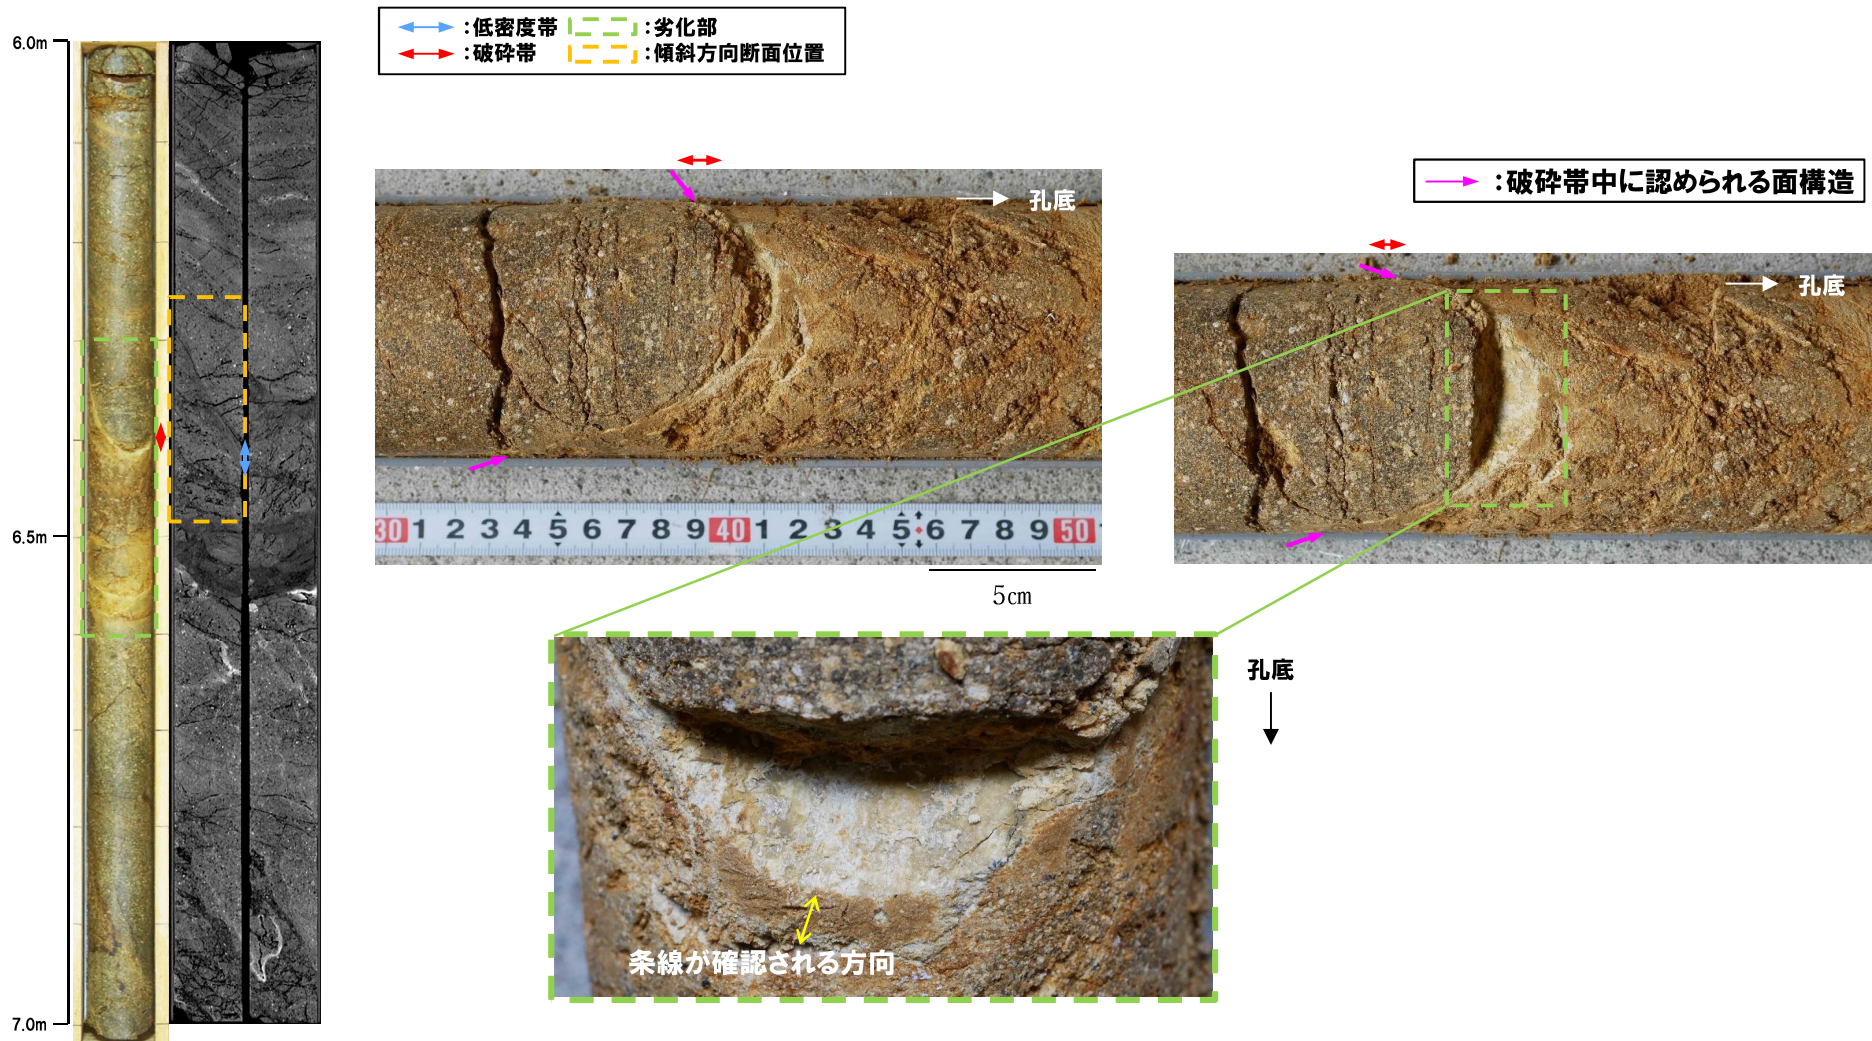 :低密度帯
:劣化部
:破砕帯
:傾斜方向断面位置
6.0m
6.5m
7.0m
孔底
30 1 2 3 4 5 6 7 8 9 40 1 2 3 4 5 6 7 8 9 50
5cm
:破砕帯中に認められる面構造
孔底
孔底
条線が確認される方向